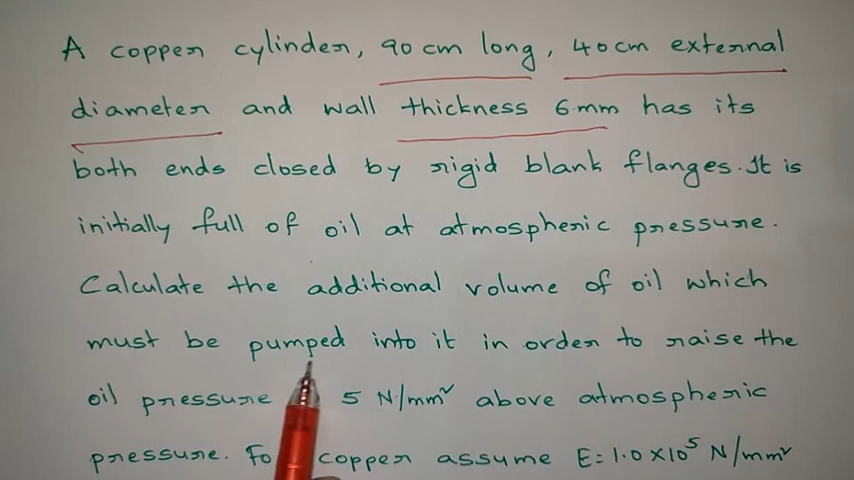 A copper cylinder, 90 cm long, 40 cm external
diameter and wall thickness 6 mm has its
both ends closed by rigid blank flanges. It is
initially full of oil at atmospheric pressure.
Calculate the additional volume of oil which
must be pumped into it in order to raise the
oil pressure 5 N/mm² above atmospheric
pressure. Fo copper assume E = 1.0 × 10⁵ N/mm²